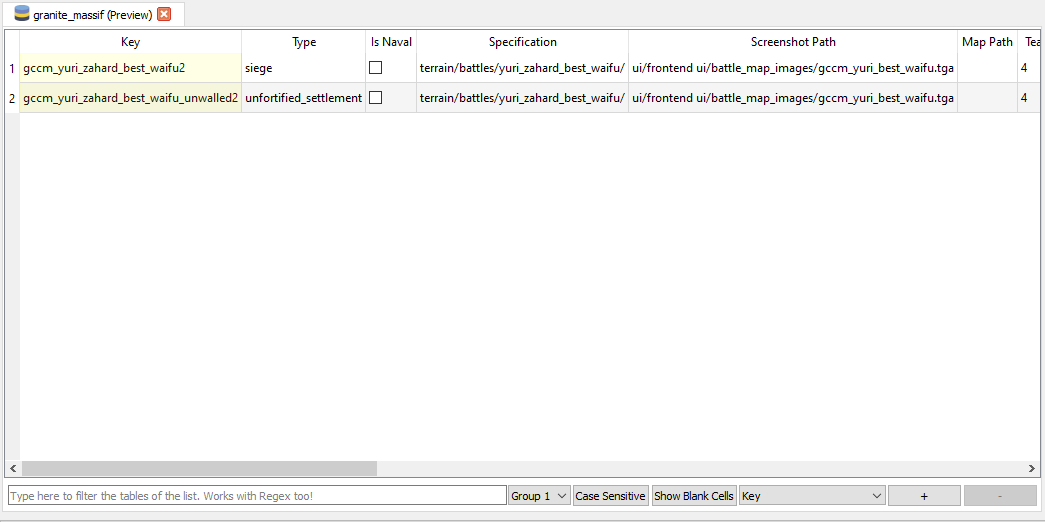 granite_massif (Preview)
Key Type Is Naval Specification Screenshot Path Map Path Tea
1 gccm_yuri_zahard_best_waifu2 siege terrain/battles/yuri_zahard_best_waifu/ ui/frontend ui/battle_map_images/gccm_yuri_best_waifu.tga 4
2 gccm_yuri_zahard_best_waifu_unwalled2 unfortified_settlement terrain/battles/yuri_zahard_best_waifu/ ui/frontend ui/battle_map_images/gccm_yuri_best_waifu.tga 4
Type here to filter the tables of the list. Works with Regex too! Group 1 Case Sensitive Show Blank Cells Key + -